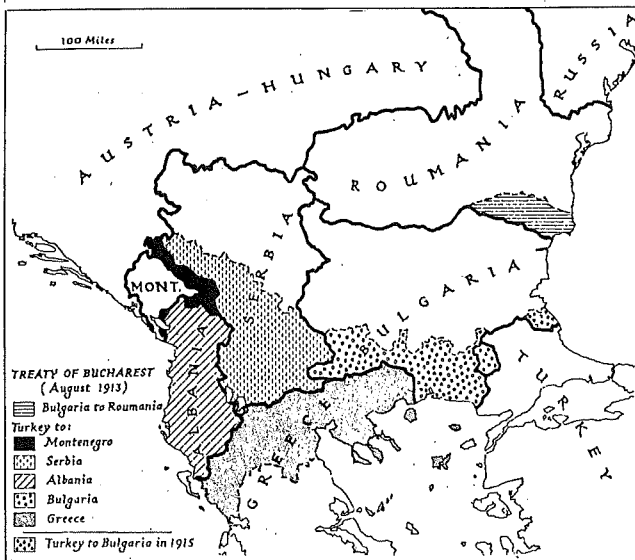 100 Miles
AUSTRIA-HUNGARY
RUSSIA
ROUMANIA
SERBIA
MONT.
BULGARIA
ALBANIA
TURKEY
GREECE
TREATY OF BUCHAREST
(August 1913)
Bulgaria to Roumania
Turkey to:
Montenegro
Serbia
Albania
Bulgaria
Greece
Turkey to Bulgaria in 1915